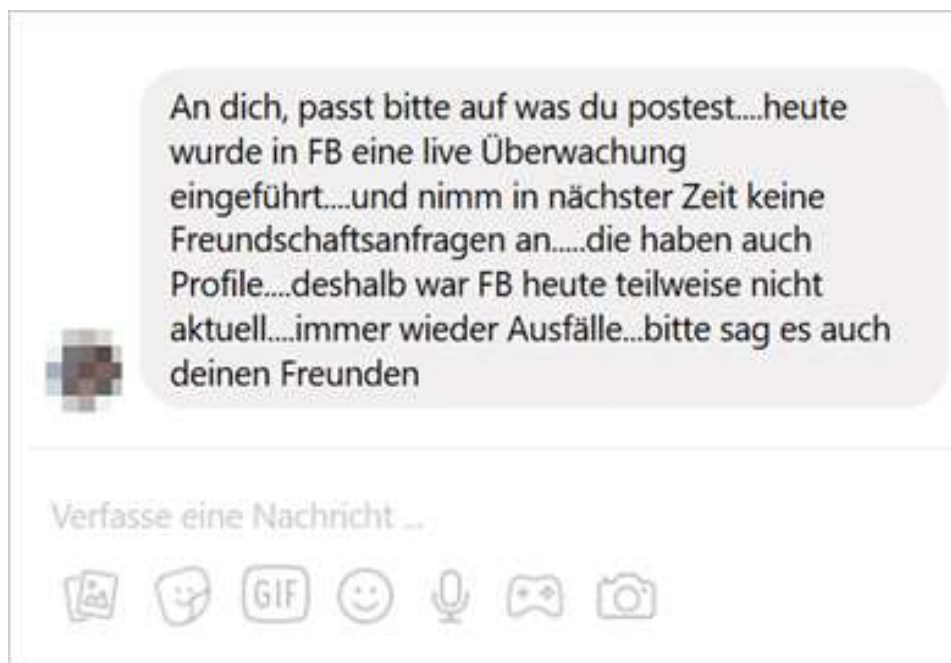 An dich, passt bitte auf was du postest....heute
wurde in FB eine live Überwachung
eingeführt....und nimm in nächster Zeit keine
Freundschaftsanfragen an.....die haben auch
Profile....deshalb war FB heute teilweise nicht
aktuell....immer wieder Ausfälle...bitte sag es auch
deinen Freunden
Verfasse eine Nachricht ...
GIF